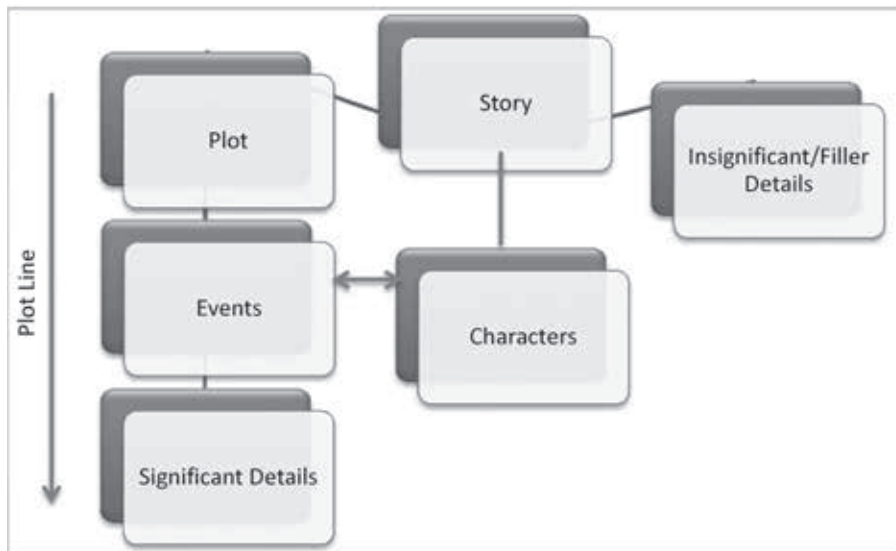 Story
Plot
Insignificant/Filler
Details
Events
Characters
Significant Details
Plot Line